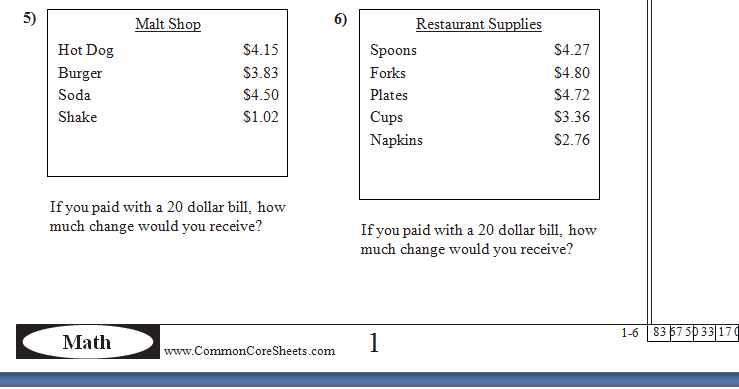 5)
Malt Shop
Hot Dog $4.15
Burger $3.83
Soda $4.50
Shake $1.02
If you paid with a 20 dollar bill, how
much change would you receive?
6)
Restaurant Supplies
Spoons $4.27
Forks $4.80
Plates $4.72
Cups $3.36
Napkins $2.76
If you paid with a 20 dollar bill, how
much change would you receive?
Math www.CommonCoreSheets.com 1 1-6 83 67 50 33 17 0